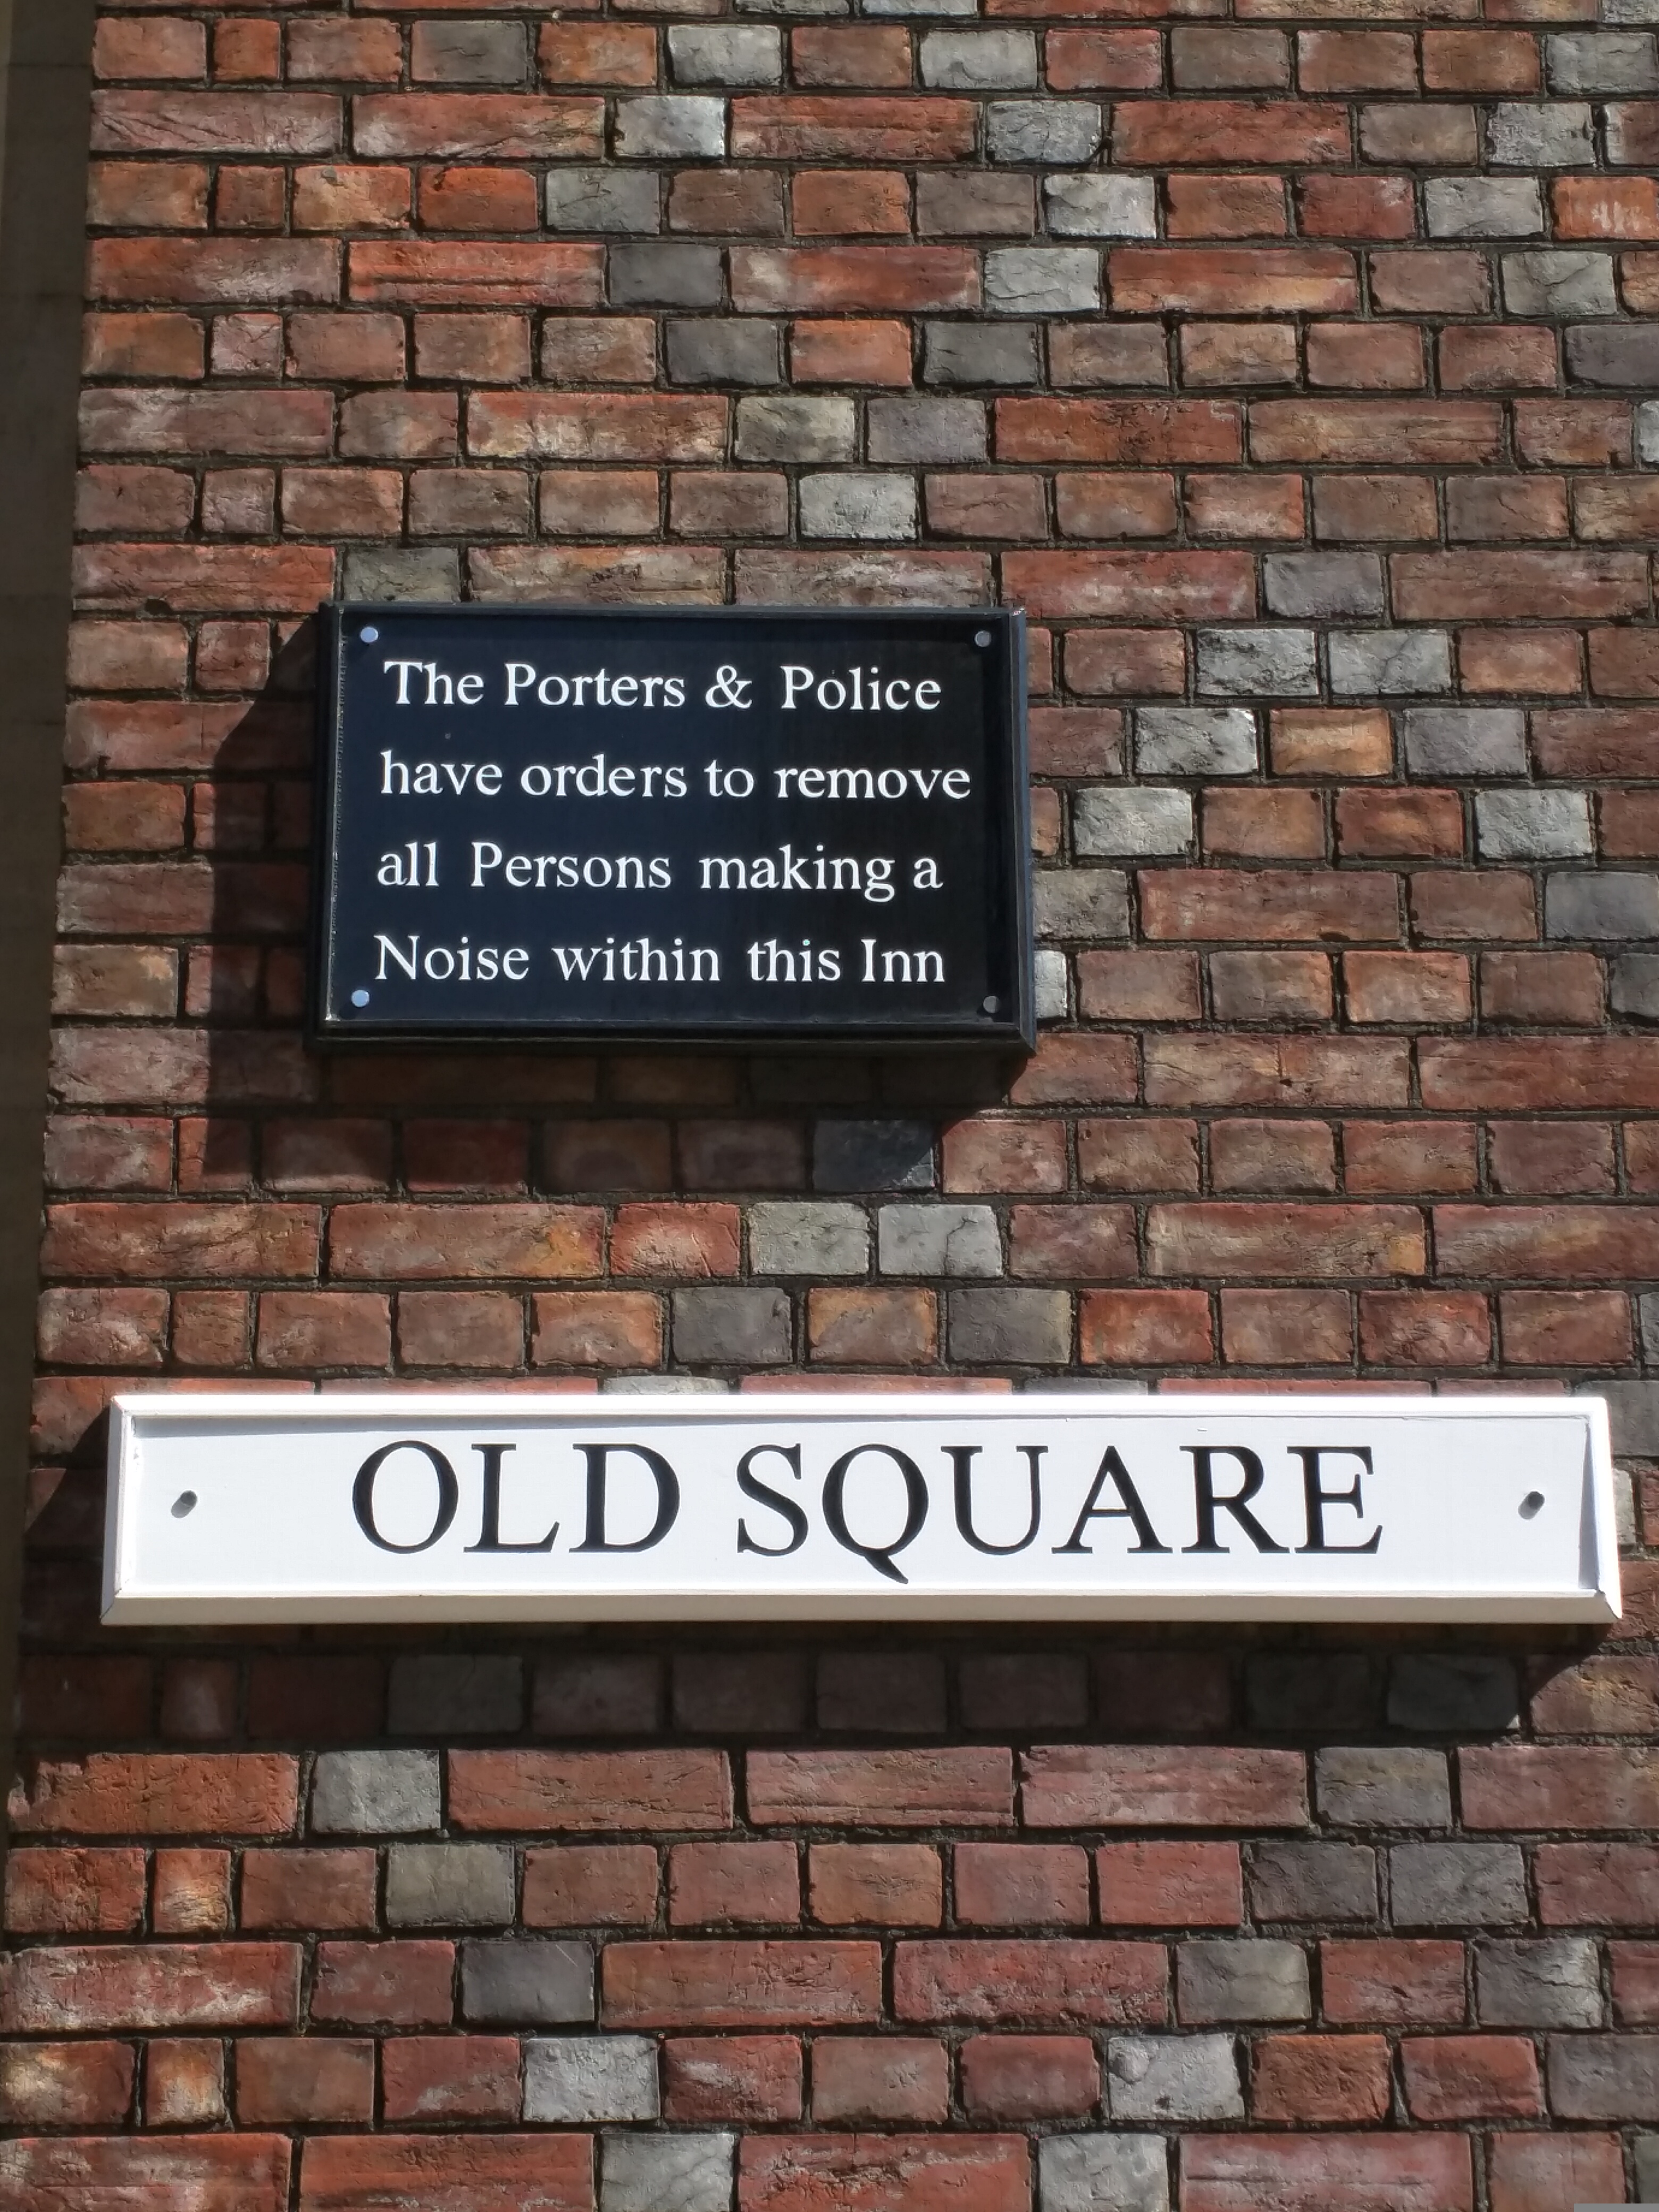 The Porters & Police
have orders to remove
all Persons making a
Noise within this Inn
OLD SQUARE